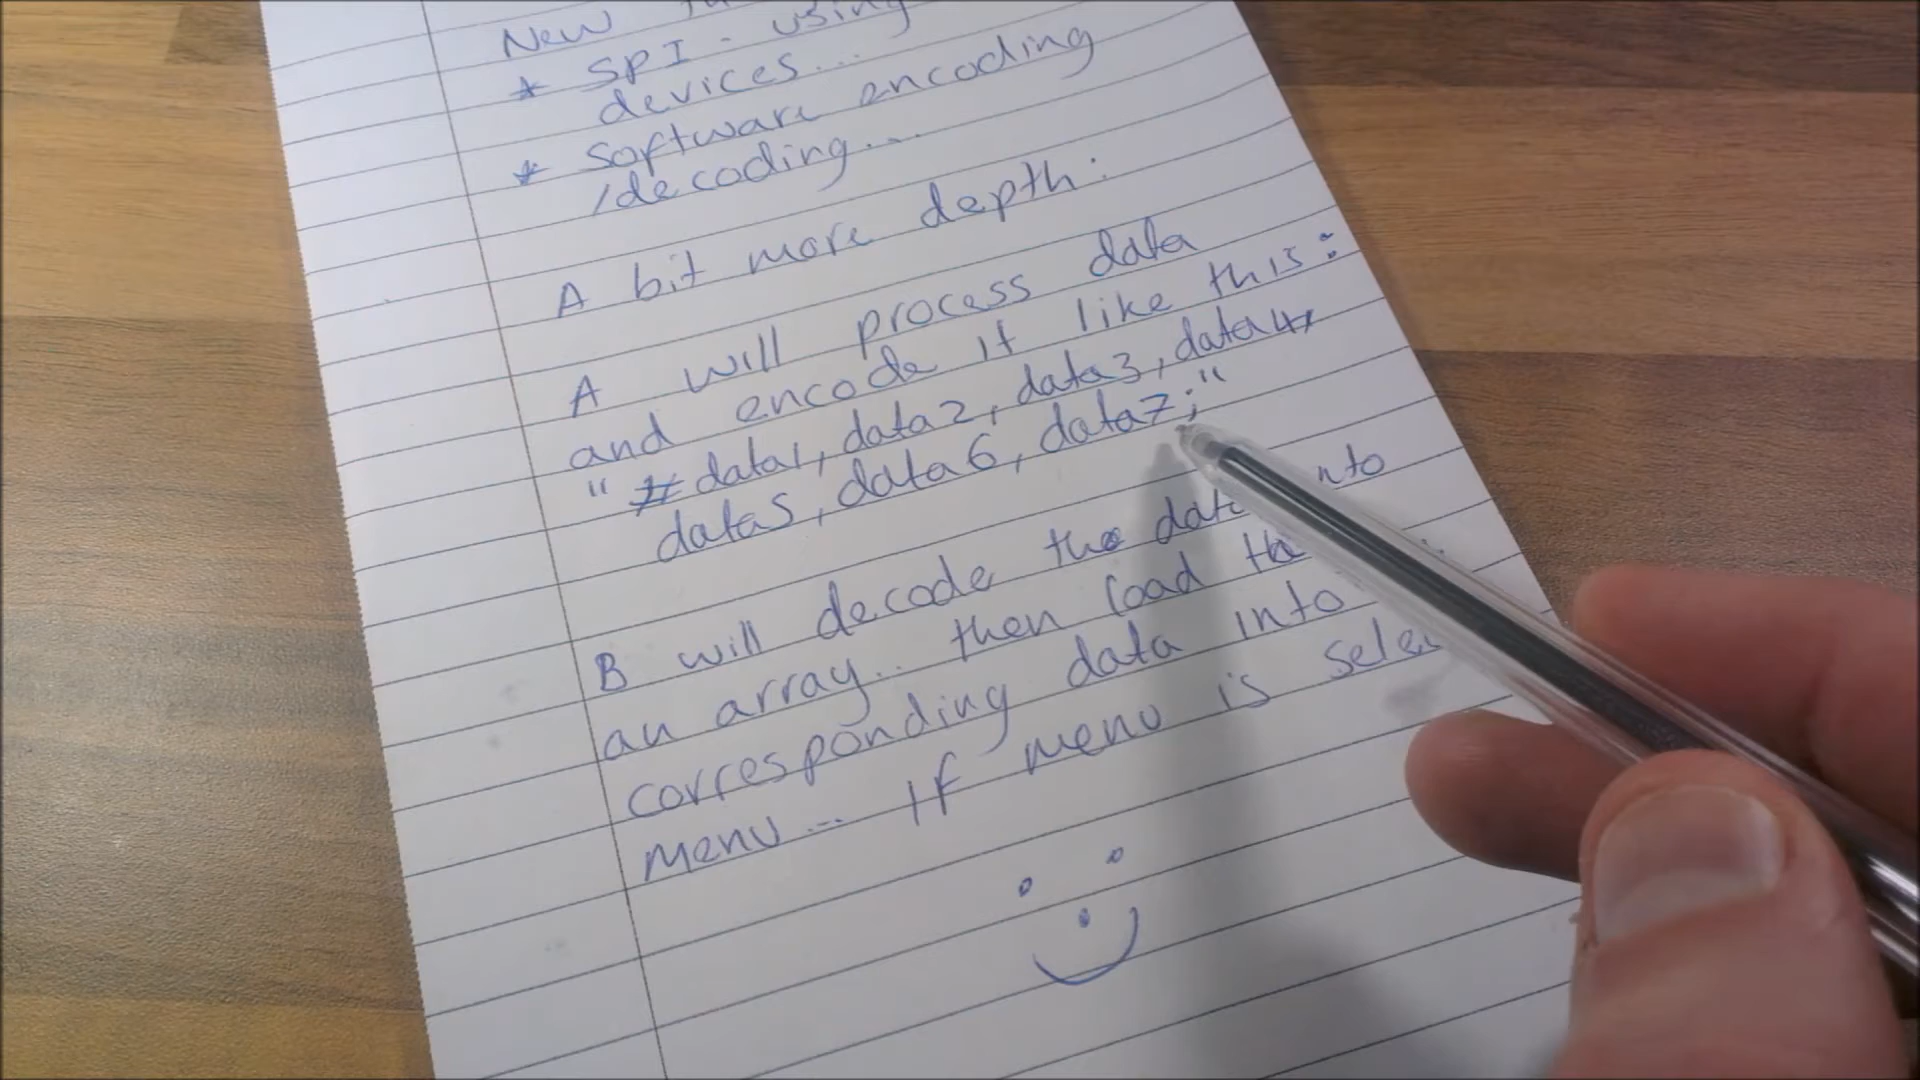 New
* SPI - using
devices...
* Software encoding
/decoding...
A bit more depth:
A will process data
and encode it like this:
"#data1, data2, data3, data4,
data5, data6, data7;"
B will decode the data into
an array.. then load the
corresponding data into
menu... if menu is